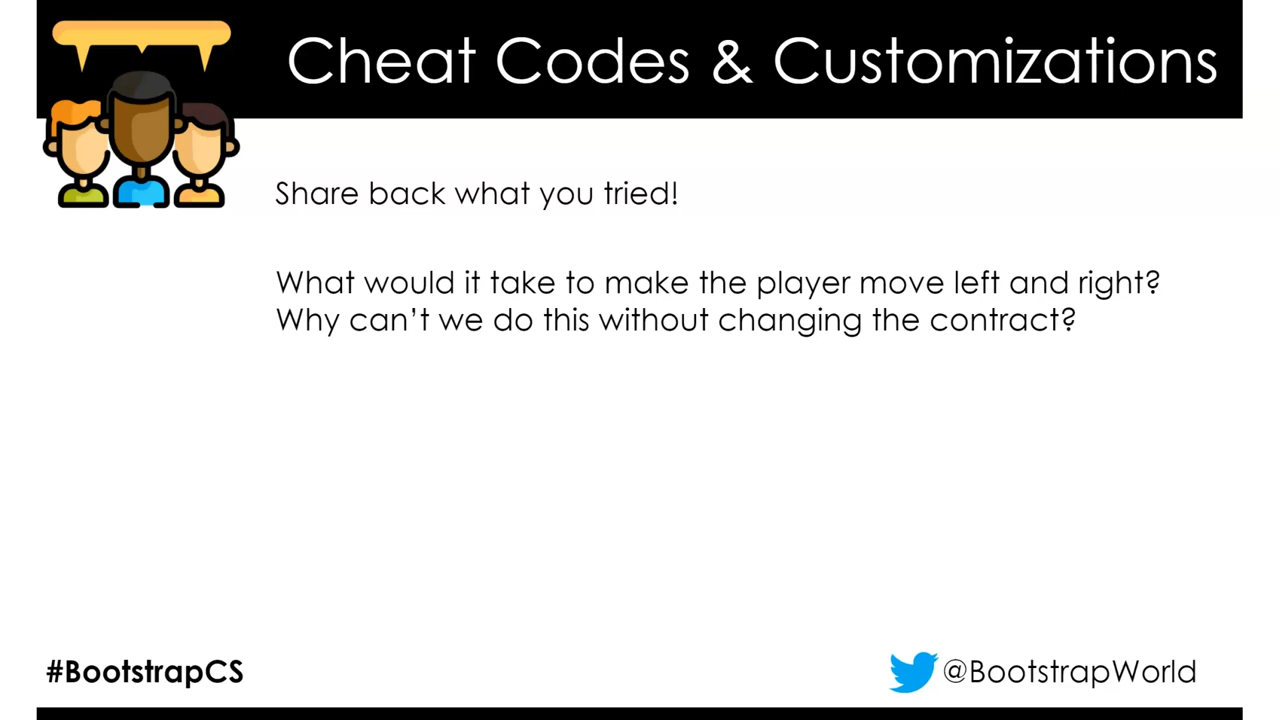 Cheat Codes & Customizations
Share back what you tried!
What would it take to make the player move left and right?
Why can’t we do this without changing the contract?
#BootstrapCS
@BootstrapWorld